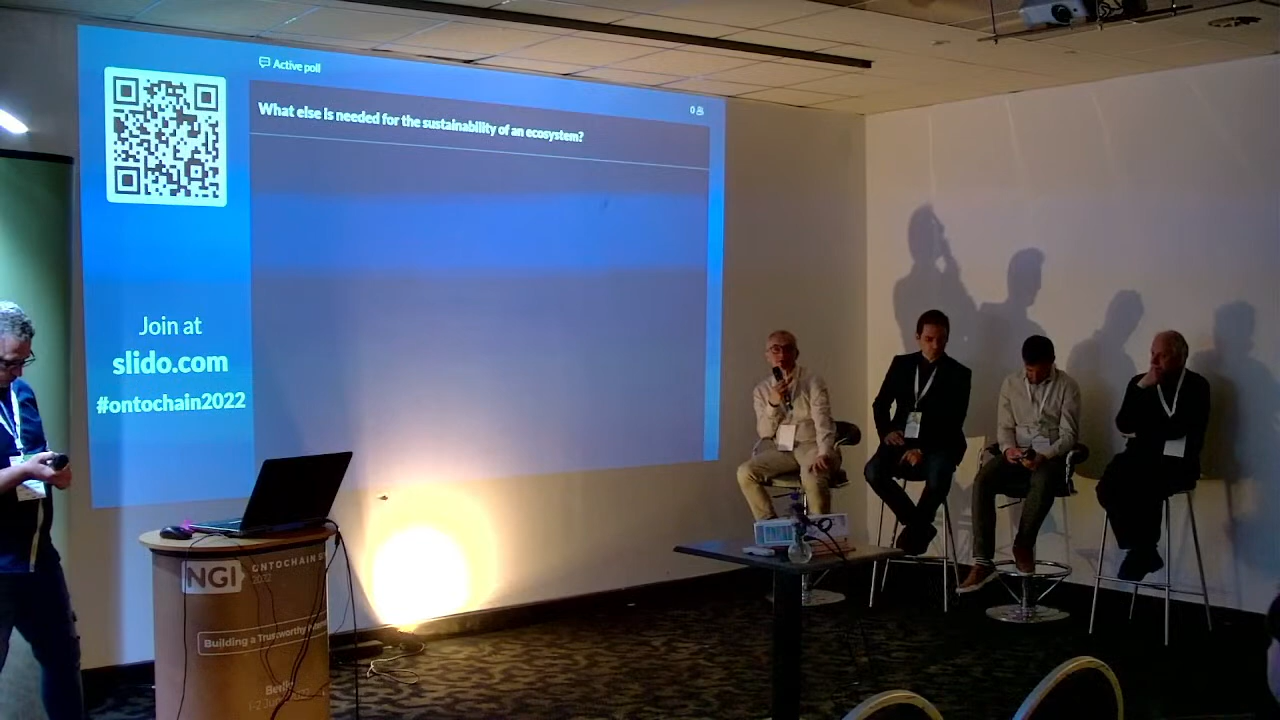 Active poll
0
What else is needed for the sustainability of an ecosystem?
Join at
slido.com
#ontochain2022
NGI
ONTOCHAIN
2022
Building a Trustworthy
Berlin